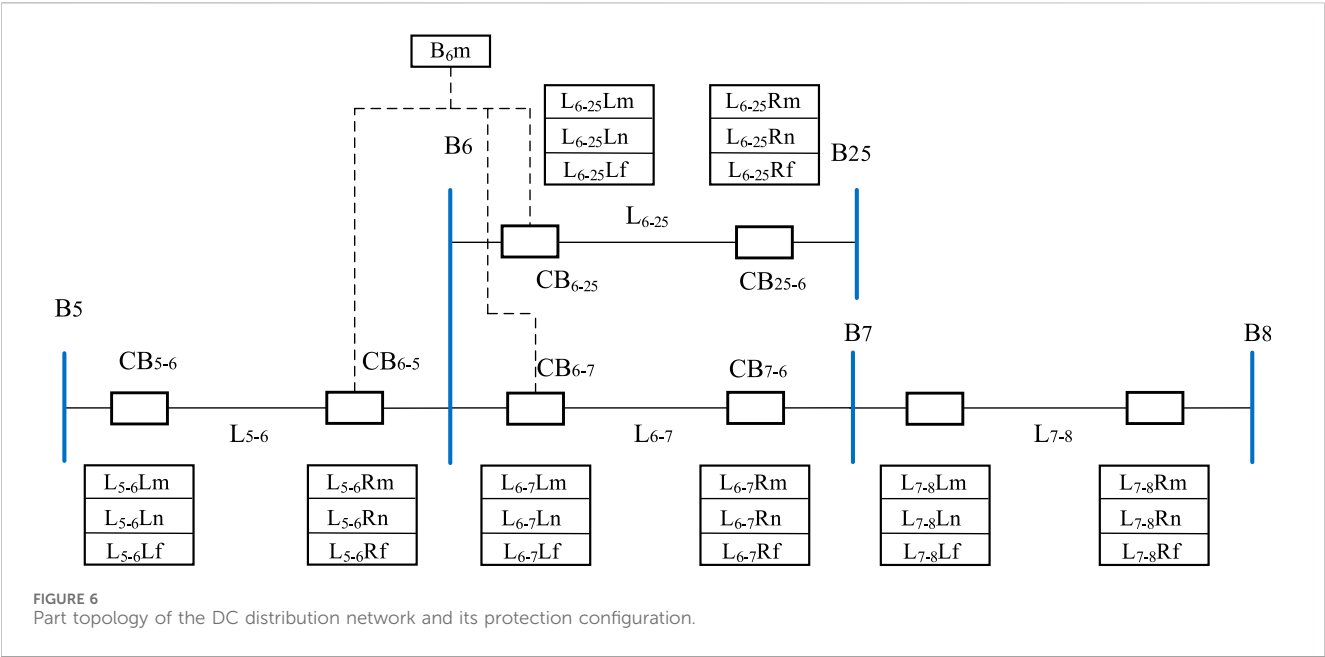 B₆m
L₆₋₂₅Lm
L₆₋₂₅Ln
L₆₋₂₅Lf
L₆₋₂₅Rm
L₆₋₂₅Rn
L₆₋₂₅Rf
B6
B25
L₆₋₂₅
CB₆₋₂₅
CB₂₅₋₆
B5
B7
B8
CB₅₋₆
CB₆₋₅
CB₆₋₇
CB₇₋₆
L₅₋₆
L₆₋₇
L₇₋₈
L₅₋₆Lm
L₅₋₆Ln
L₅₋₆Lf
L₅₋₆Rm
L₅₋₆Rn
L₅₋₆Rf
L₆₋₇Lm
L₆₋₇Ln
L₆₋₇Lf
L₆₋₇Rm
L₆₋₇Rn
L₆₋₇Rf
L₇₋₈Lm
L₇₋₈Ln
L₇₋₈Lf
L₇₋₈Rm
L₇₋₈Rn
L₇₋₈Rf
FIGURE 6
Part topology of the DC distribution network and its protection configuration.